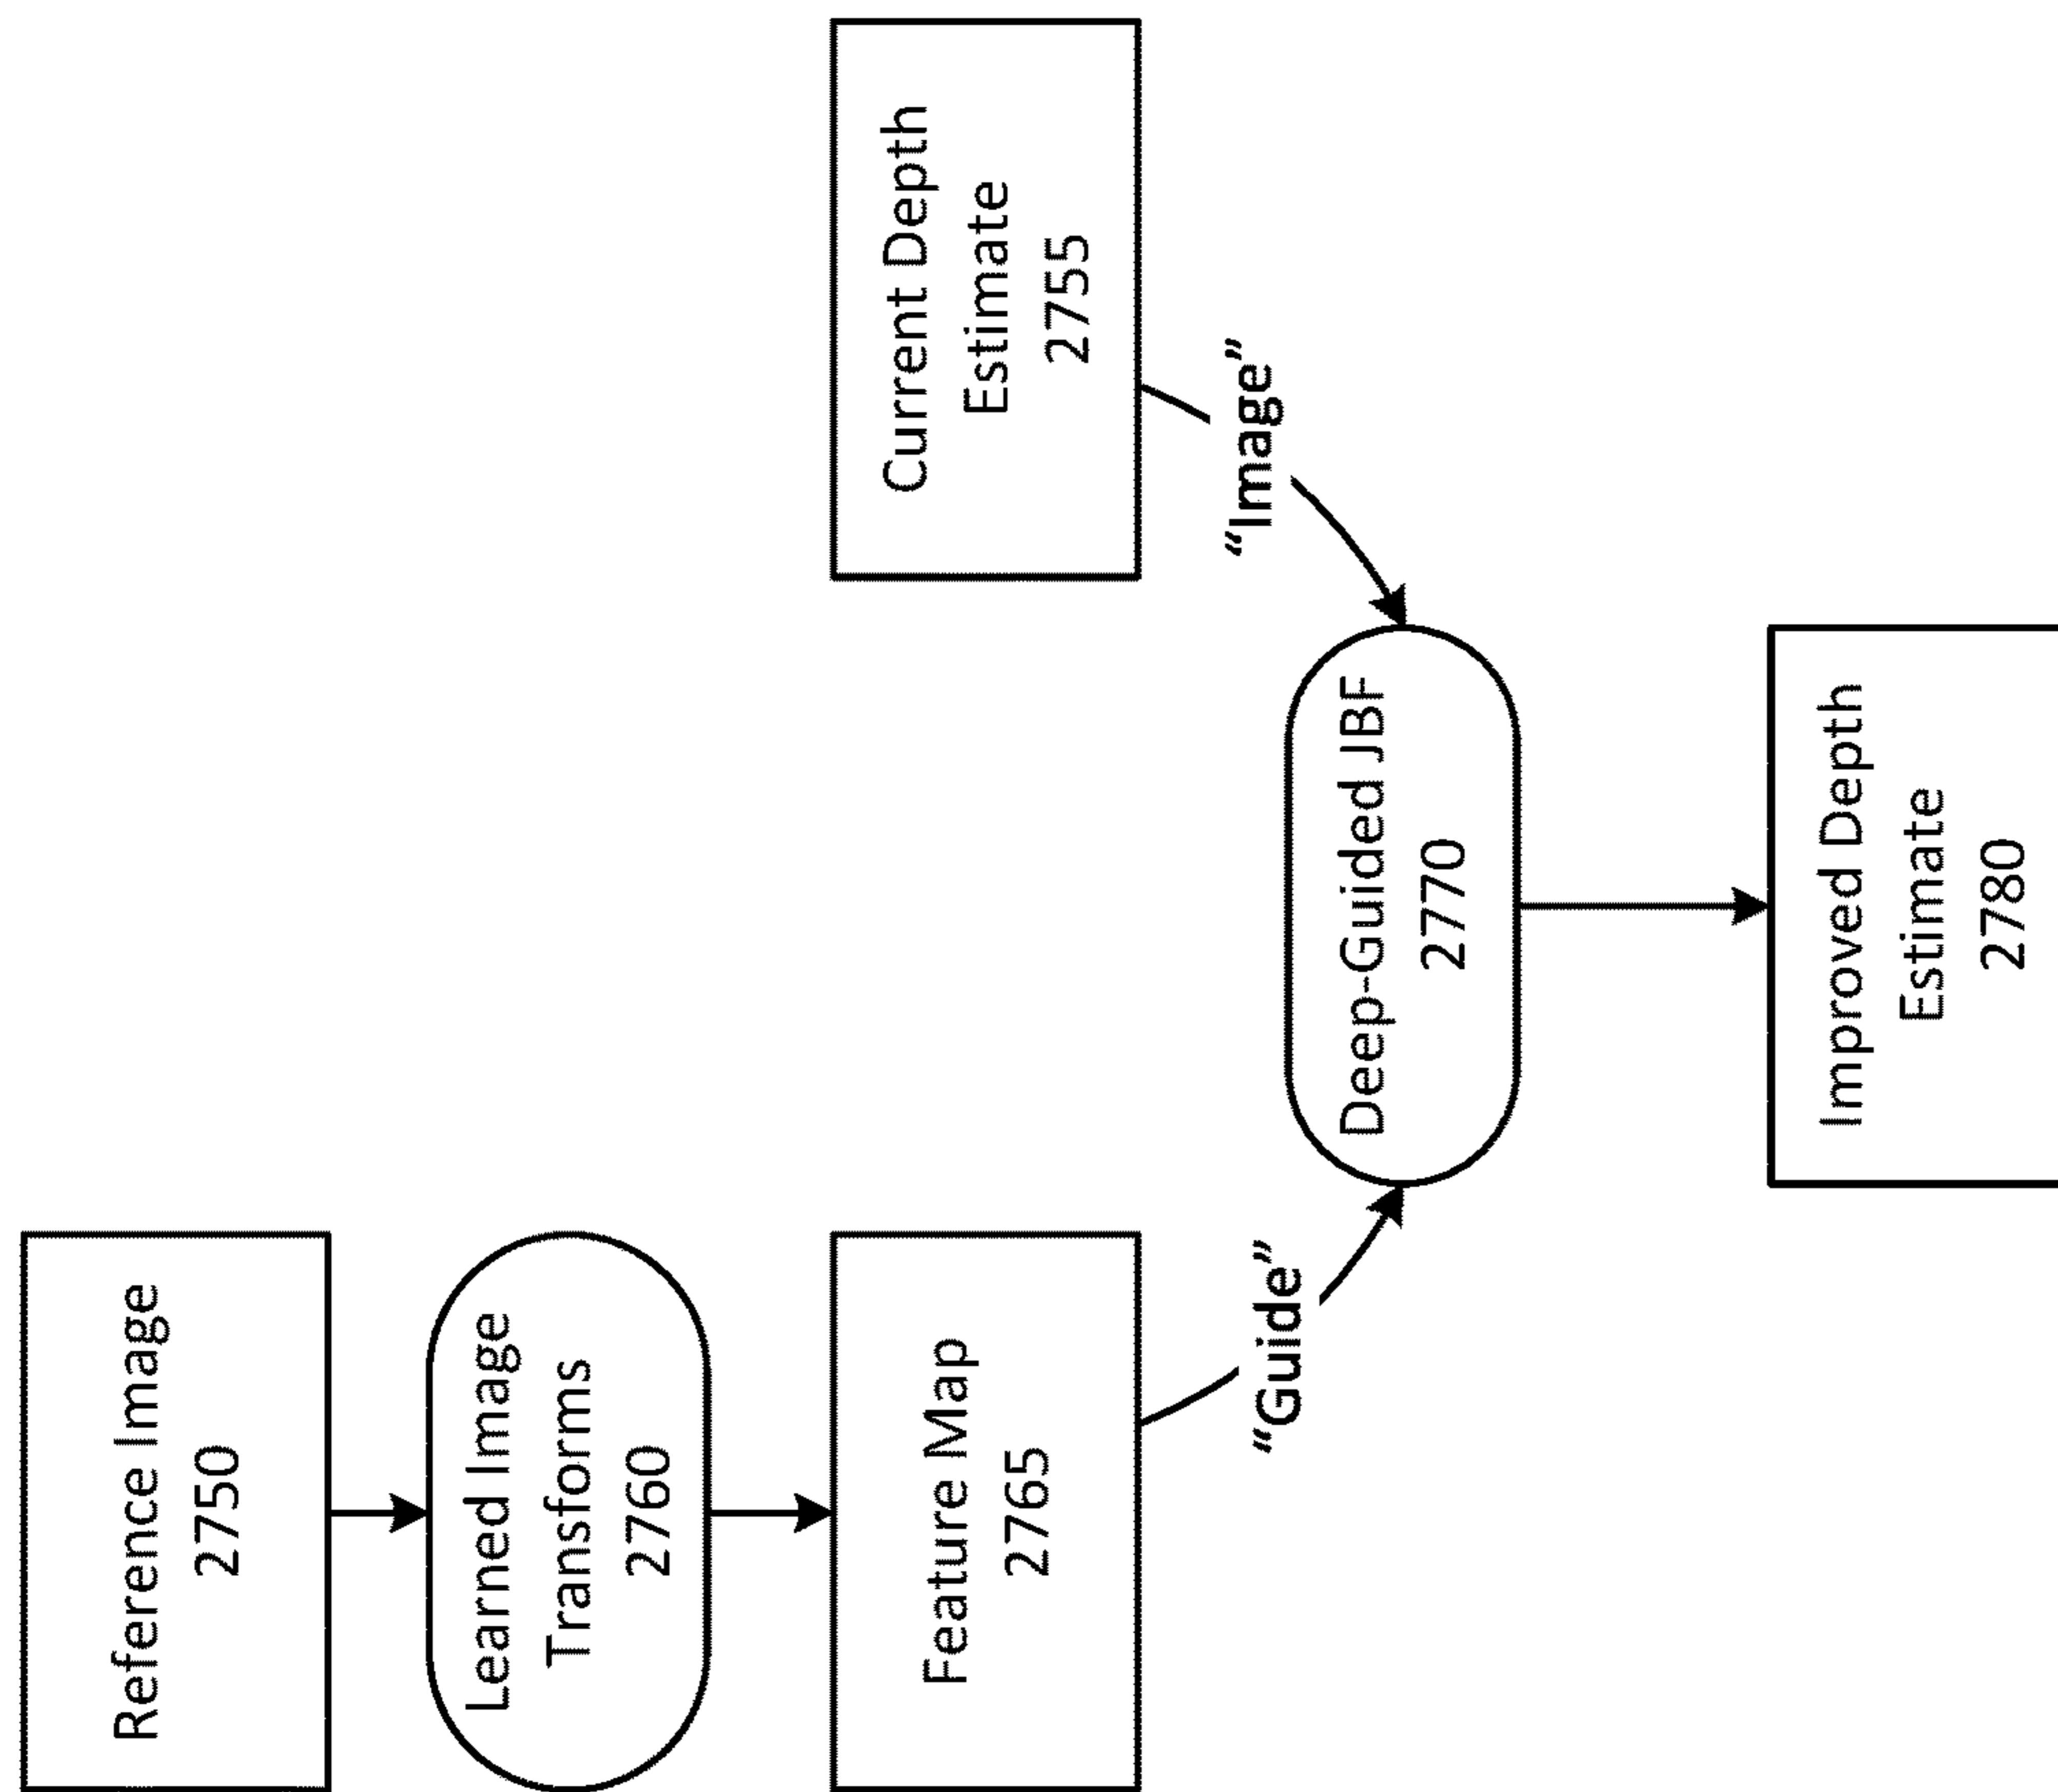 Reference Image
2750
Learned Image
Transforms
2760
Feature Map
2765
Current Depth
Estimate
2755
“Guide”
“Image”
Deep-Guided JBF
2770
Improved Depth
Estimate
2780